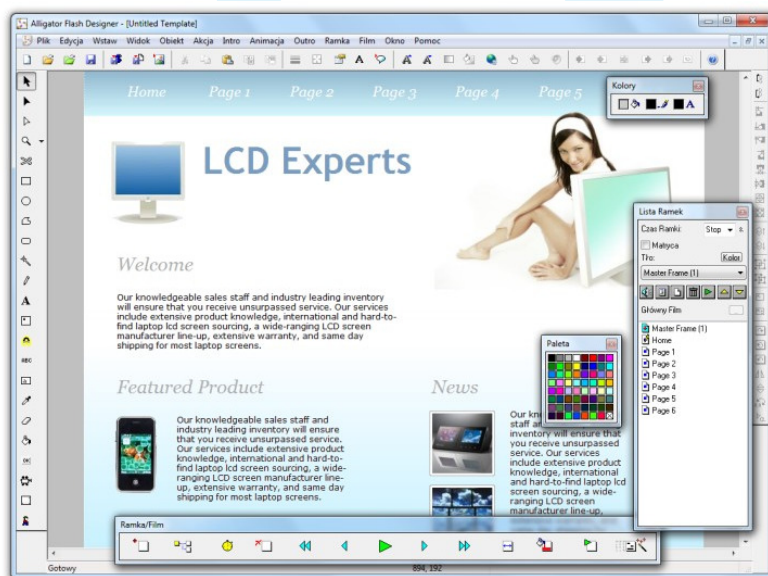 Alligator Flash Designer - [Untitled Template]
Plik Edycja Wstaw Widok Obiekt Akcja Intro Animacja Outro Ramka Film Okno Pomoc
Home Page 1 Page 2 Page 3 Page 4 Page 5
Kolory
LCD Experts
Lista Ramek
Czas Ramki: Stop s
Matryca
Tło: Kolor
Master Frame (1)
Główny Film ...
Master Frame (1)
Home
Page 1
Page 2
Page 3
Page 4
Page 5
Page 6
Welcome
Our knowledgeable sales staff and industry leading inventory
will ensure that you receive unsurpassed service. Our services
include extensive product knowledge, international and hard-to-
find laptop lcd screen sourcing, a wide-ranging LCD screen
manufacturer line-up, extensive warranty, and same day
shipping for most laptop screens.
Paleta
Featured Product
Our knowledgeable sales staff and
industry leading inventory will ensure
that you receive unsurpassed service.
Our services include extensive product
knowledge, international and hard-to-
find laptop lcd screen sourcing, a wide-
ranging LCD screen manufacturer line-
up, extensive warranty, and same day
shipping for most laptop screens.
News
Our
staff
inventory will ensure
that you receive unsurpassed
service. Our services
include extensive product
knowledge, international
and hard-to-find laptop lcd
screen sourcing, a wide-
ranging LCD screen
manufacturer line-up,
Ramka/Film
Gotowy 894, 192